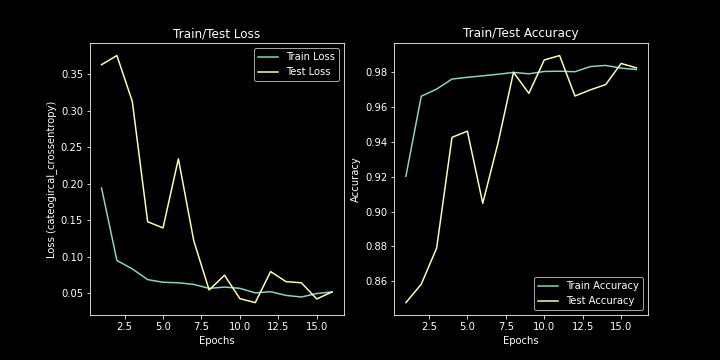 Train/Test Loss
Train Loss
Test Loss
Loss (cateogircal_crossentropy)
0.35
0.30
0.25
0.20
0.15
0.10
0.05
2.5 5.0 7.5 10.0 12.5 15.0
Epochs
Train/Test Accuracy
Accuracy
0.98
0.96
0.94
0.92
0.90
0.88
0.86
Train Accuracy
Test Accuracy
2.5 5.0 7.5 10.0 12.5 15.0
Epochs